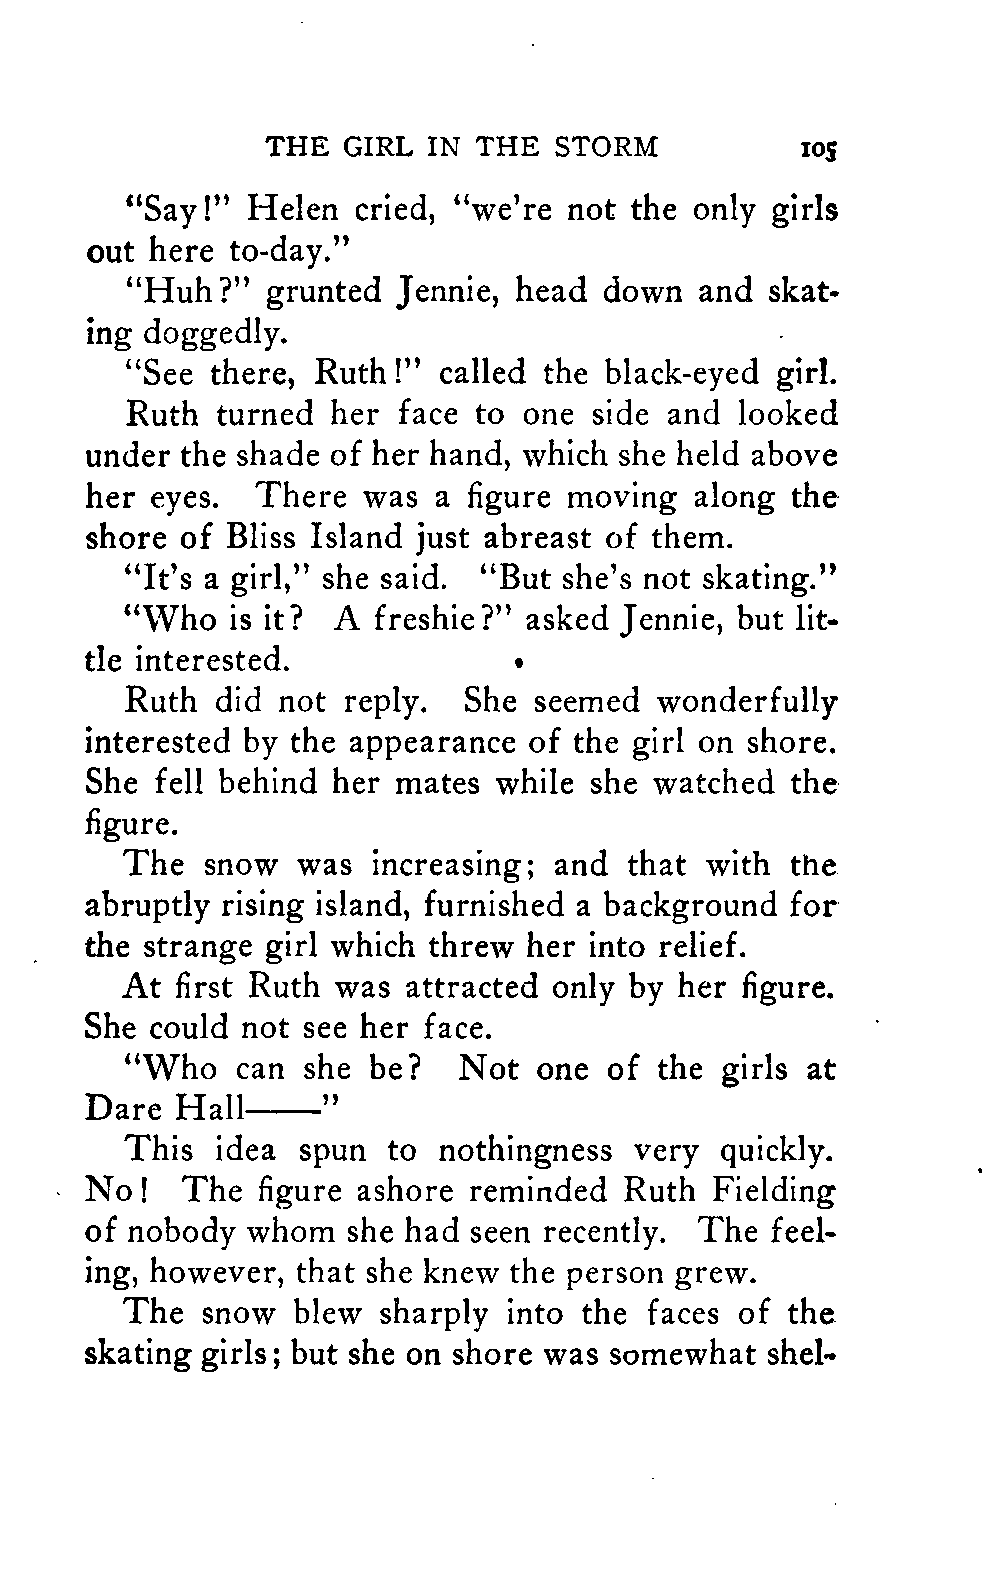 THE GIRL IN THE STORM 105
"Say!" Helen cried, "we're not the only girls
out here to-day."
"Huh?" grunted Jennie, head down and skat-
ing doggedly.
"See there, Ruth!" called the black-eyed girl.
Ruth turned her face to one side and looked
under the shade of her hand, which she held above
her eyes. There was a figure moving along the
shore of Bliss Island just abreast of them.
"It's a girl," she said. "But she's not skating."
"Who is it? A freshie?" asked Jennie, but lit-
tle interested.
Ruth did not reply. She seemed wonderfully
interested by the appearance of the girl on shore.
She fell behind her mates while she watched the
figure.
The snow was increasing; and that with the
abruptly rising island, furnished a background for
the strange girl which threw her into relief.
At first Ruth was attracted only by her figure.
She could not see her face.
"Who can she be? Not one of the girls at
Dare Hall——"
This idea spun to nothingness very quickly.
No! The figure ashore reminded Ruth Fielding
of nobody whom she had seen recently. The feel-
ing, however, that she knew the person grew.
The snow blew sharply into the faces of the
skating girls; but she on shore was somewhat shel-